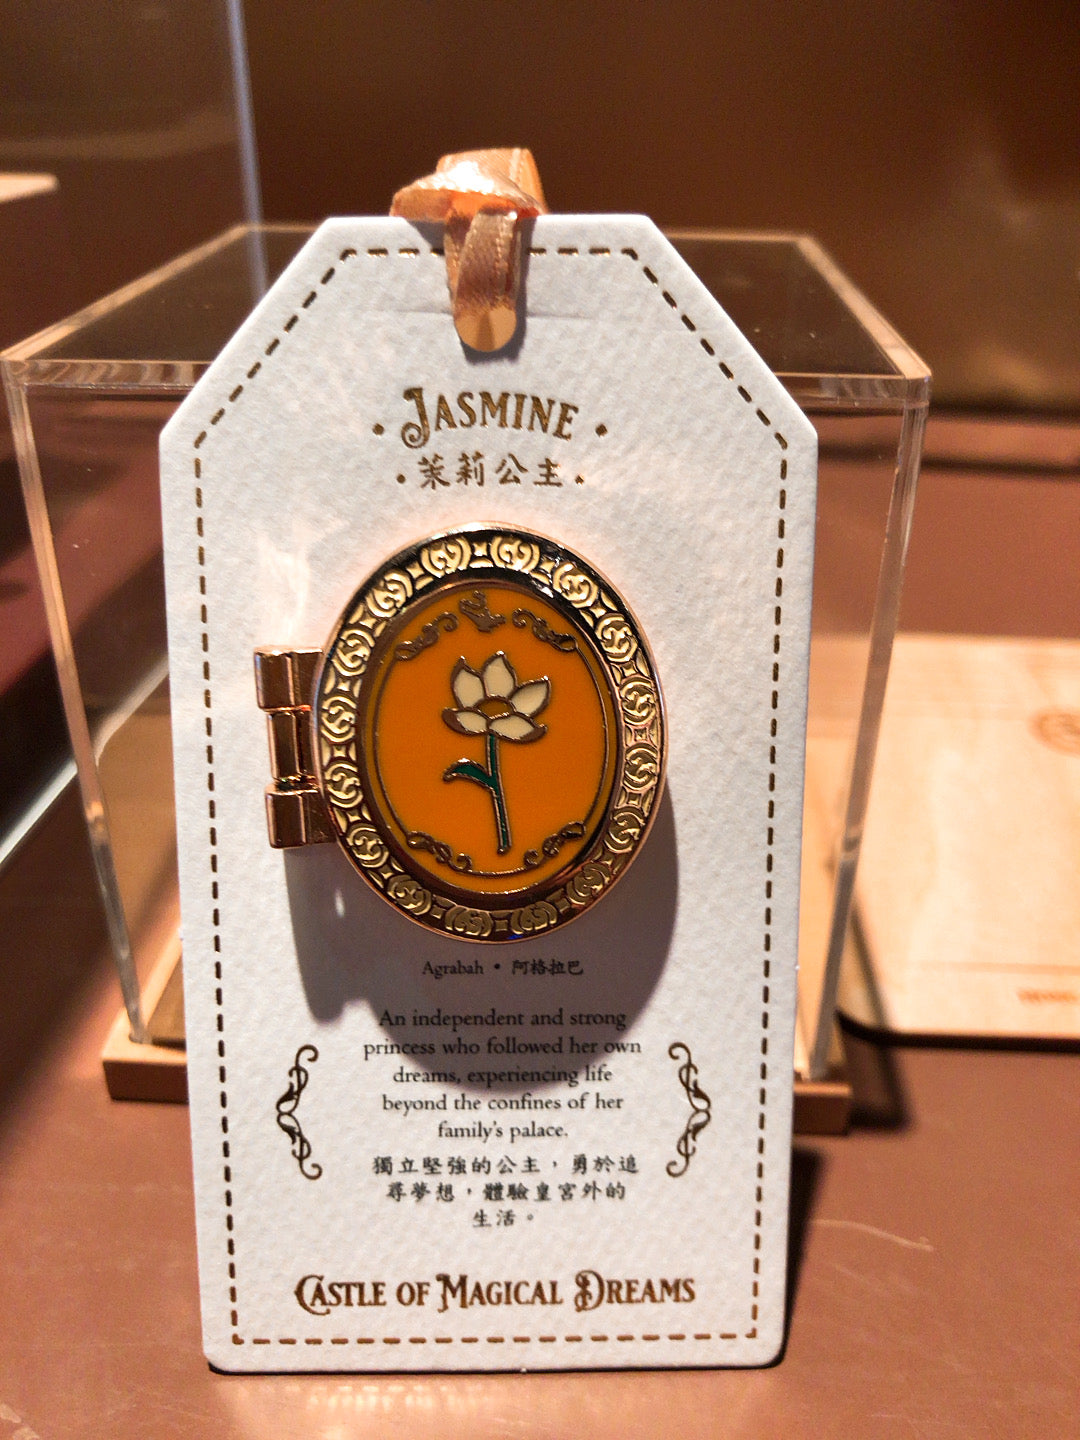 • JASMINE •
• 茉莉公主 •
Agrabah • 阿格拉巴
An independent and strong
princess who followed her own
dreams, experiencing life
beyond the confines of her
family's palace.
獨立堅強的公主，勇於追
尋夢想，體驗皇宮外的
生活。
CASTLE OF MAGICAL DREAMS